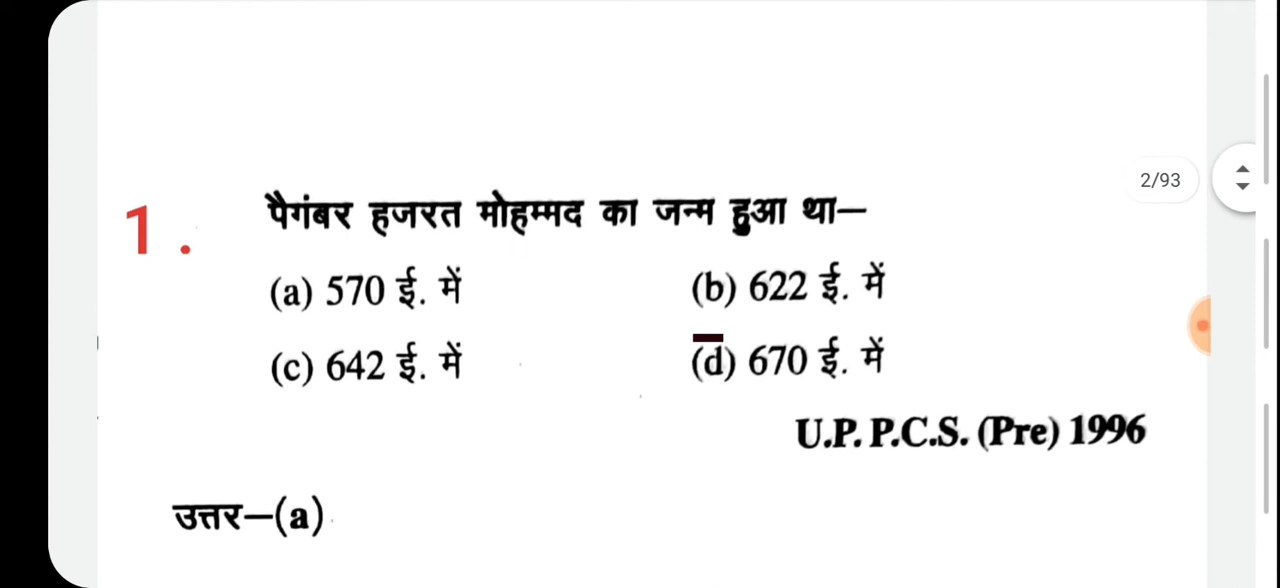 2/93
1. पैगंबर हजरत मोहम्मद का जन्म हुआ था—
(a) 570 ई. में (b) 622 ई. में
(c) 642 ई. में (d) 670 ई. में
U.P. P.C.S. (Pre) 1996
उत्तर—(a)